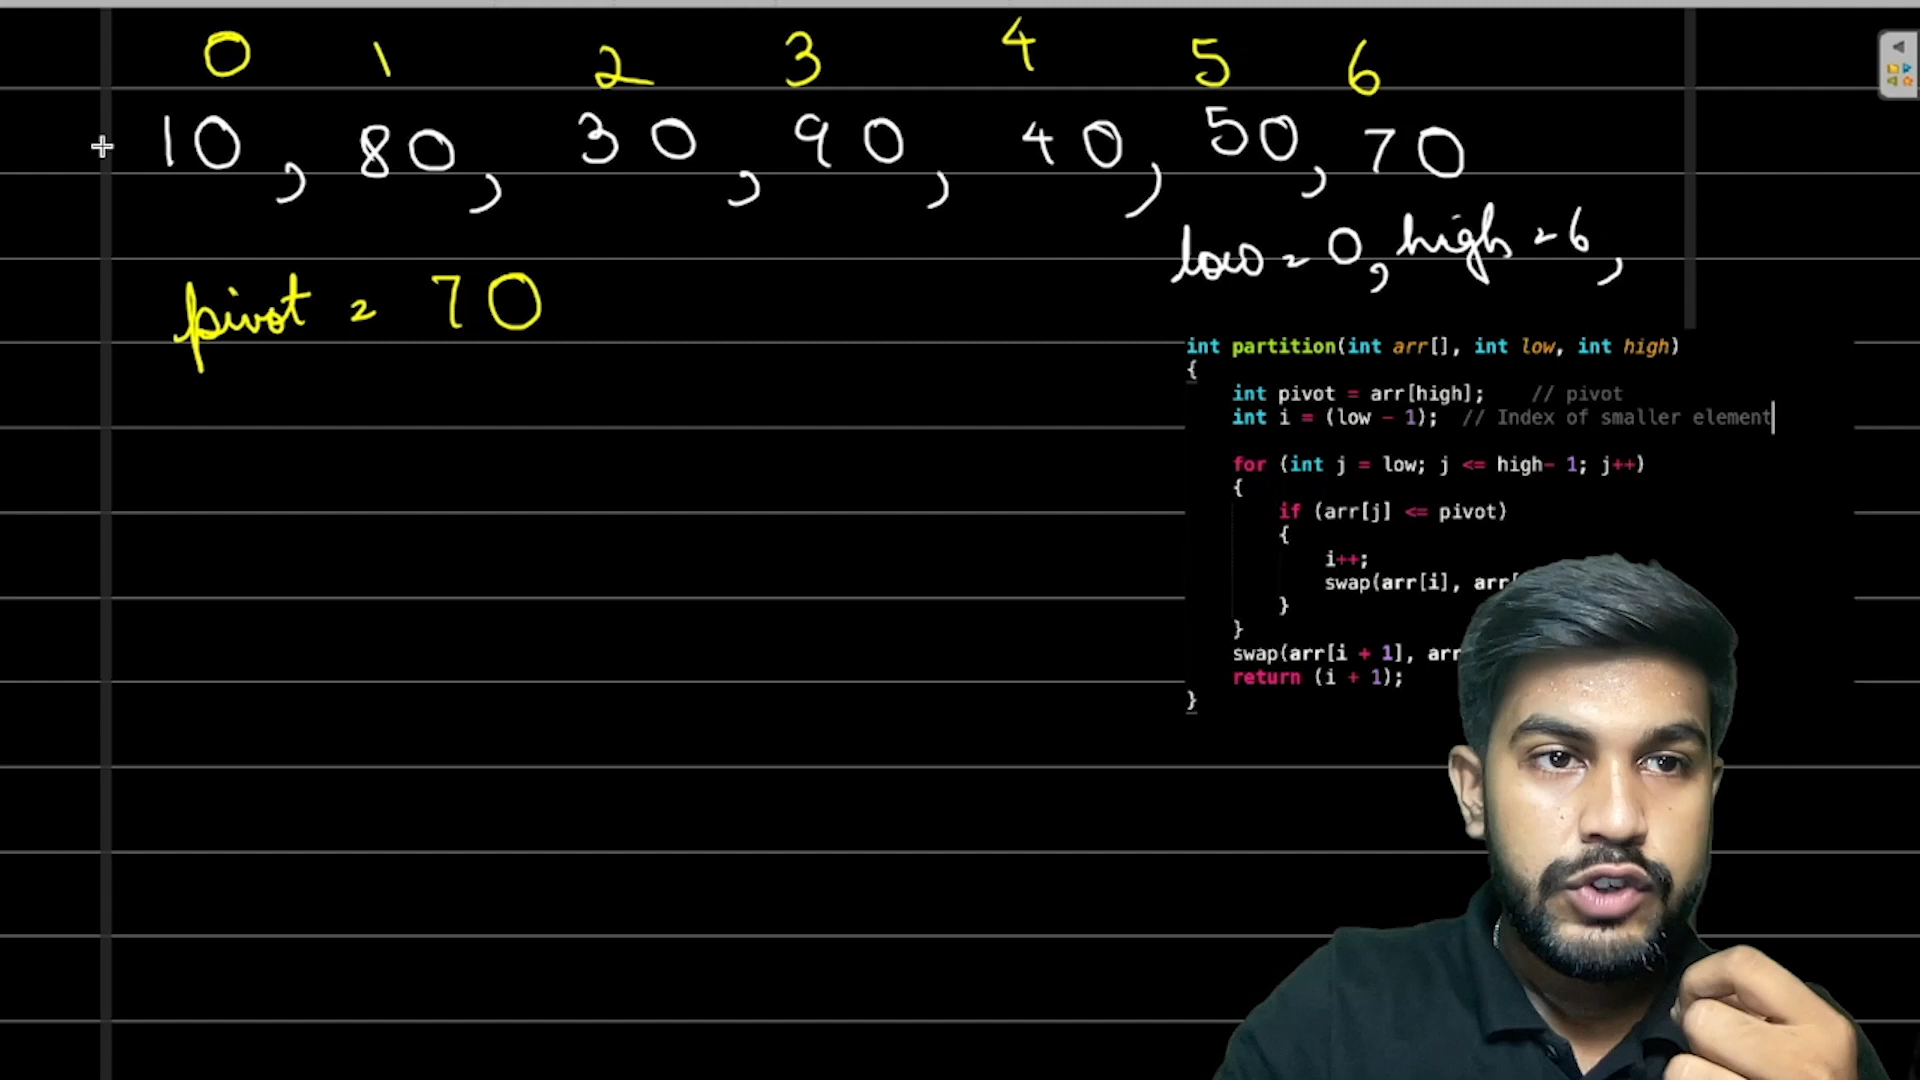 0 1 2 3 4 5 6
10, 80, 30, 90, 40, 50, 70
low = 0, high = 6,
pivot = 70
int partition(int arr[], int low, int high)
{
int pivot = arr[high]; // pivot
int i = (low - 1); // Index of smaller element
for (int j = low; j <= high- 1; j++)
{
if (arr[j] <= pivot)
{
i++;
swap(arr[i], arr[
}
}
swap(arr[i + 1], arr
return (i + 1);
}